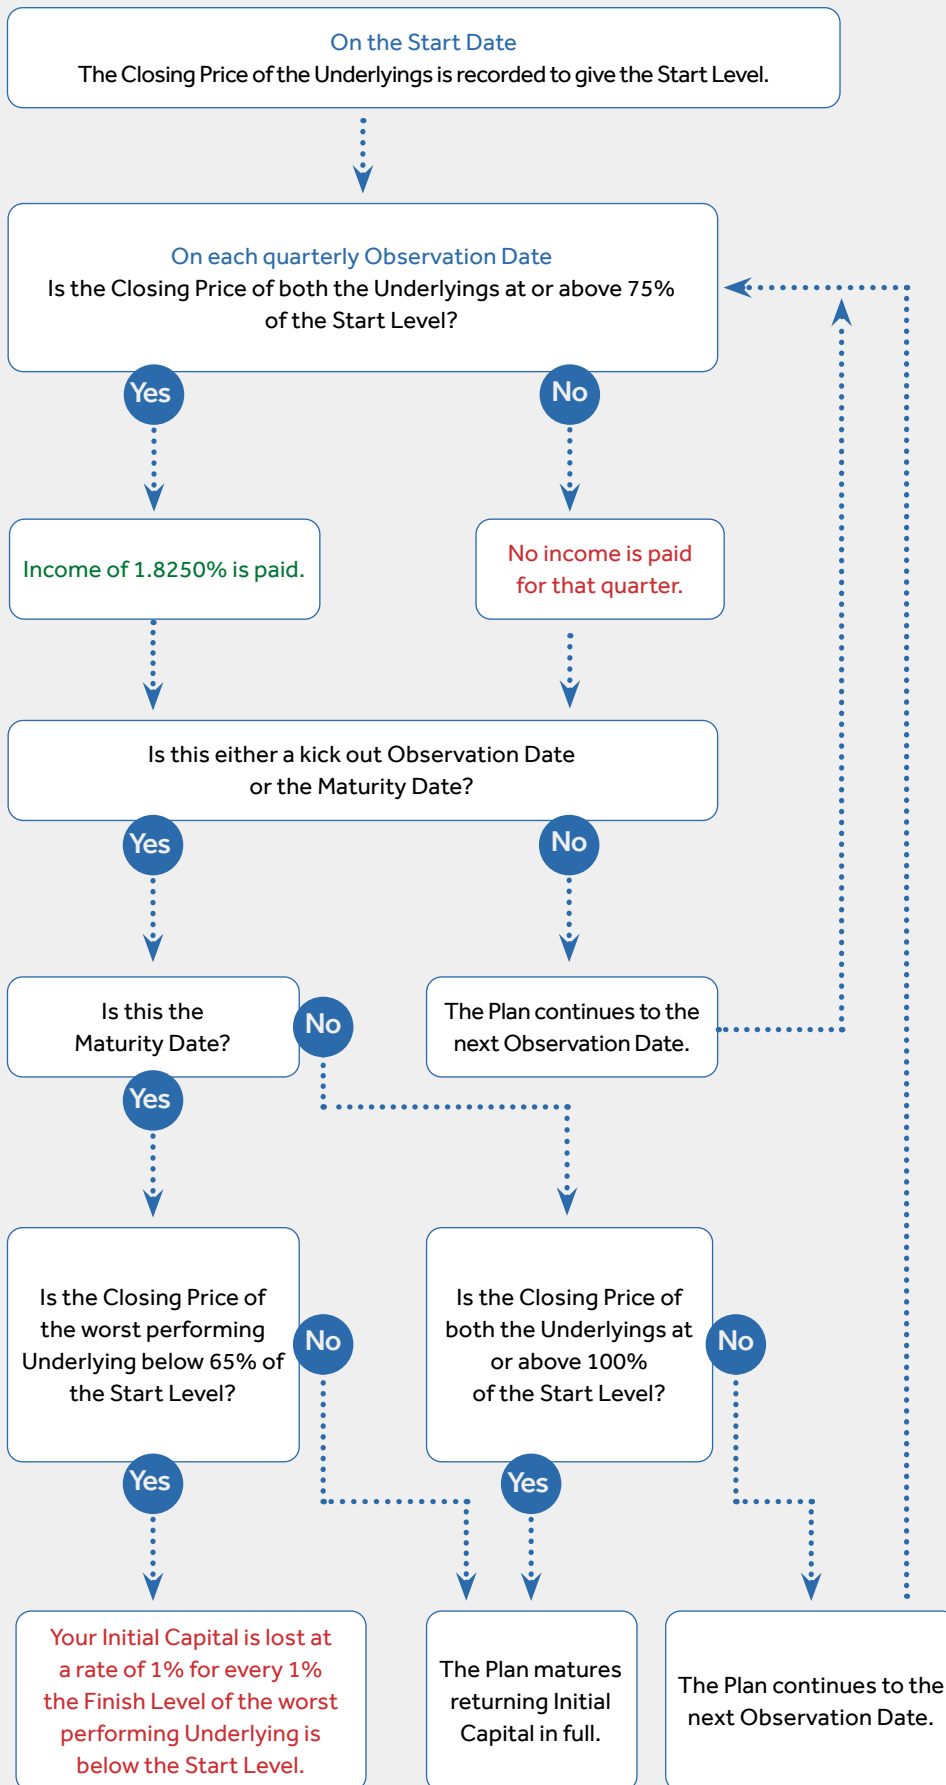 On the Start Date
The Closing Price of the Underlyings is recorded to give the Start Level.
On each quarterly Observation Date
Is the Closing Price of both the Underlyings at or above 75%
of the Start Level?
Yes
No
Income of 1.8250% is paid.
No income is paid
for that quarter.
Is this either a kick out Observation Date
or the Maturity Date?
Yes
No
Is this the
Maturity Date?
No
The Plan continues to the
next Observation Date.
Yes
Is the Closing Price of
the worst performing
Underlying below 65% of
the Start Level?
No
Is the Closing Price of
both the Underlyings at
or above 100%
of the Start Level?
No
Yes
Yes
Your Initial Capital is lost at
a rate of 1% for every 1%
the Finish Level of the worst
performing Underlying is
below the Start Level.
The Plan matures
returning Initial
Capital in full.
The Plan continues to the
next Observation Date.